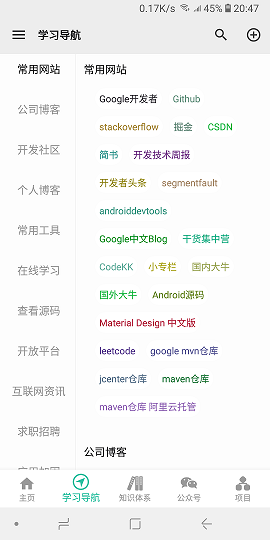 0.17K/s 45% 20:47
学习导航
常用网站
公司博客
开发社区
个人博客
常用工具
在线学习
查看源码
开放平台
互联网资讯
求职招聘
常用网站
Google开发者 Github
stackoverflow 掘金 CSDN
简书 开发技术周报
开发者头条 segmentfault
androiddevtools
Google中文Blog 干货集中营
CodeKK 小专栏 国内大牛
国外大牛 Android源码
Material Design 中文版
leetcode google mvn仓库
jcenter仓库 maven仓库
maven仓库 阿里云托管
公司博客
主页 学习导航 知识体系 公众号 项目